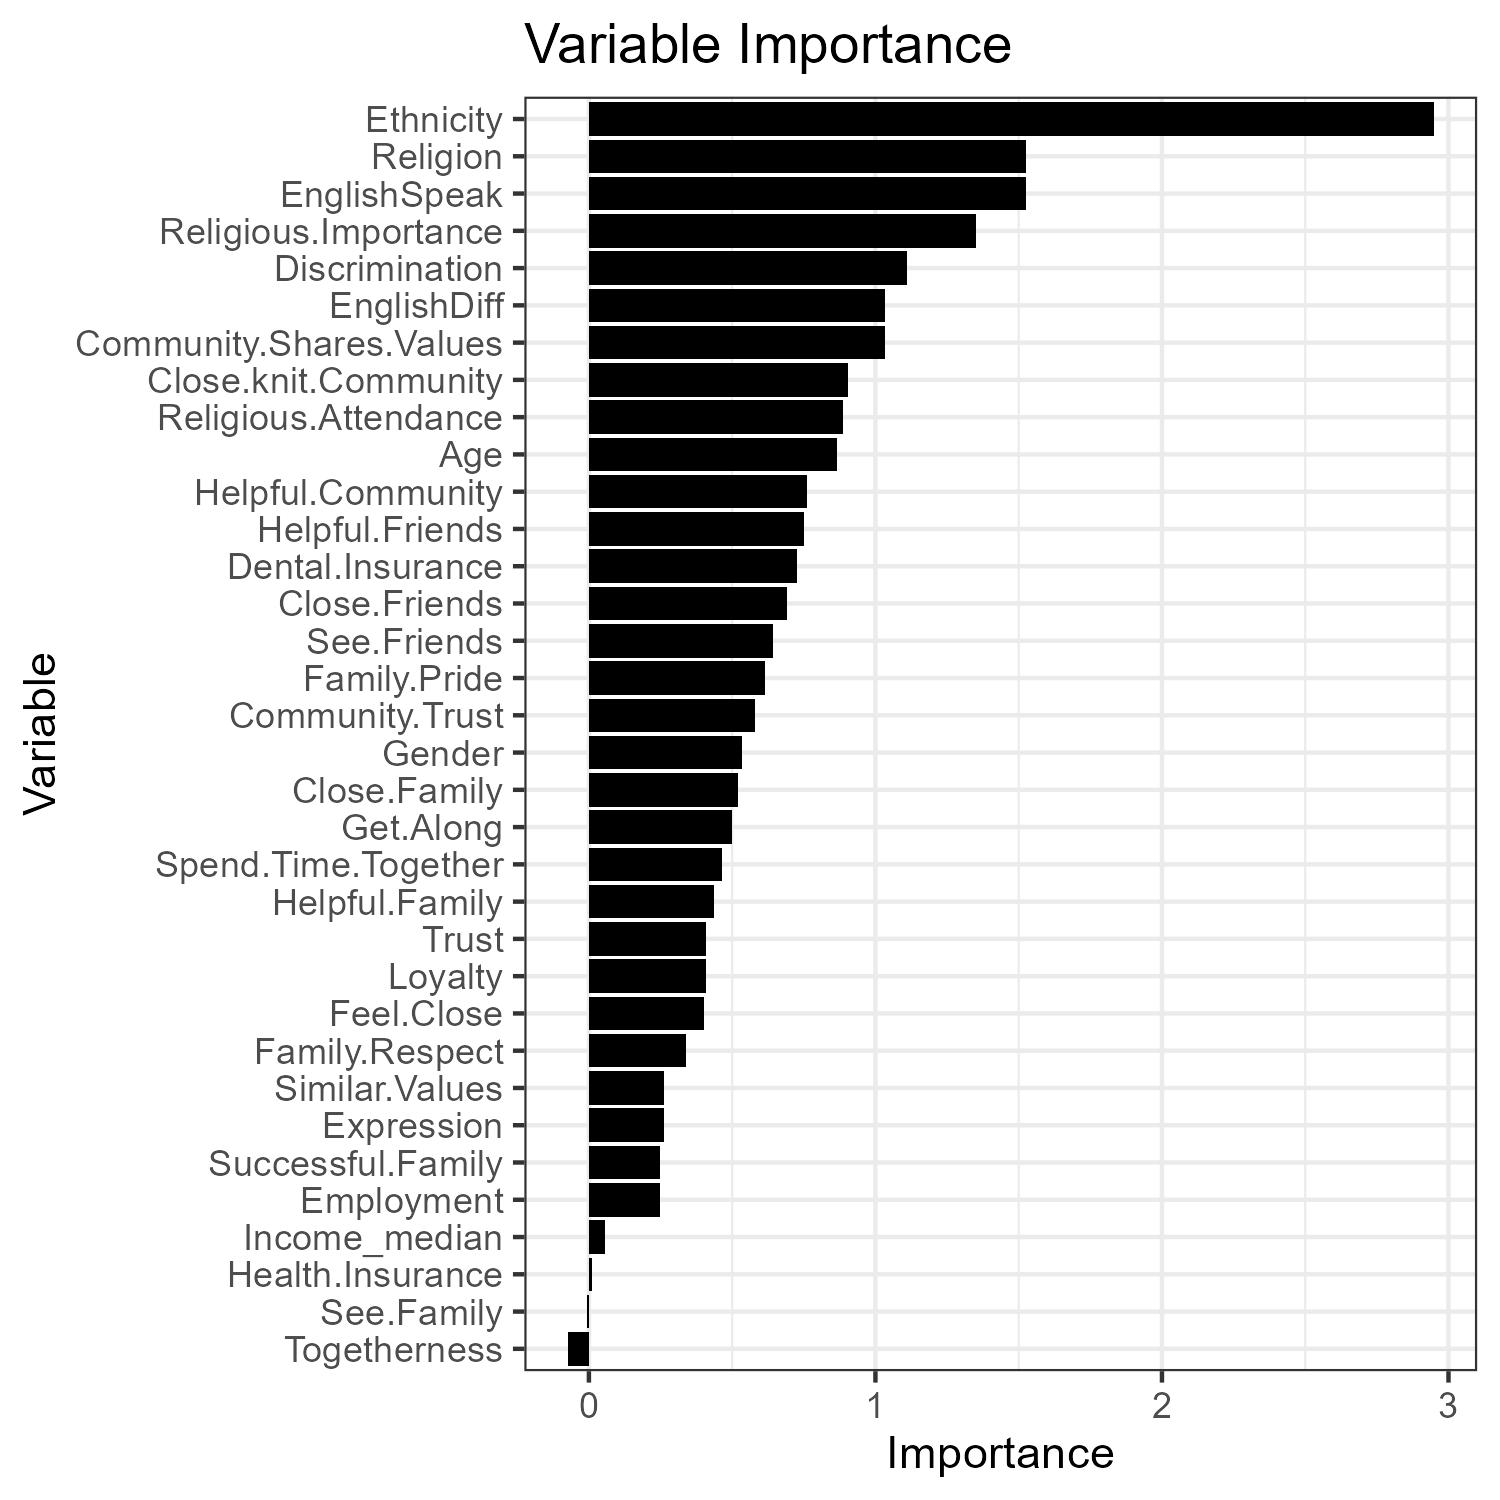 Variable Importance
Ethnicity
Religion
EnglishSpeak
Religious.Importance
Discrimination
EnglishDiff
Community.Shares.Values
Close.knit.Community
Religious.Attendance
Age
Helpful.Community
Helpful.Friends
Dental.Insurance
Close.Friends
See.Friends
Family.Pride
Community.Trust
Gender
Close.Family
Get.Along
Spend.Time.Together
Helpful.Family
Trust
Loyalty
Feel.Close
Family.Respect
Similar.Values
Expression
Successful.Family
Employment
Income_median
Health.Insurance
See.Family
Togetherness
Variable
0 1 2 3
Importance